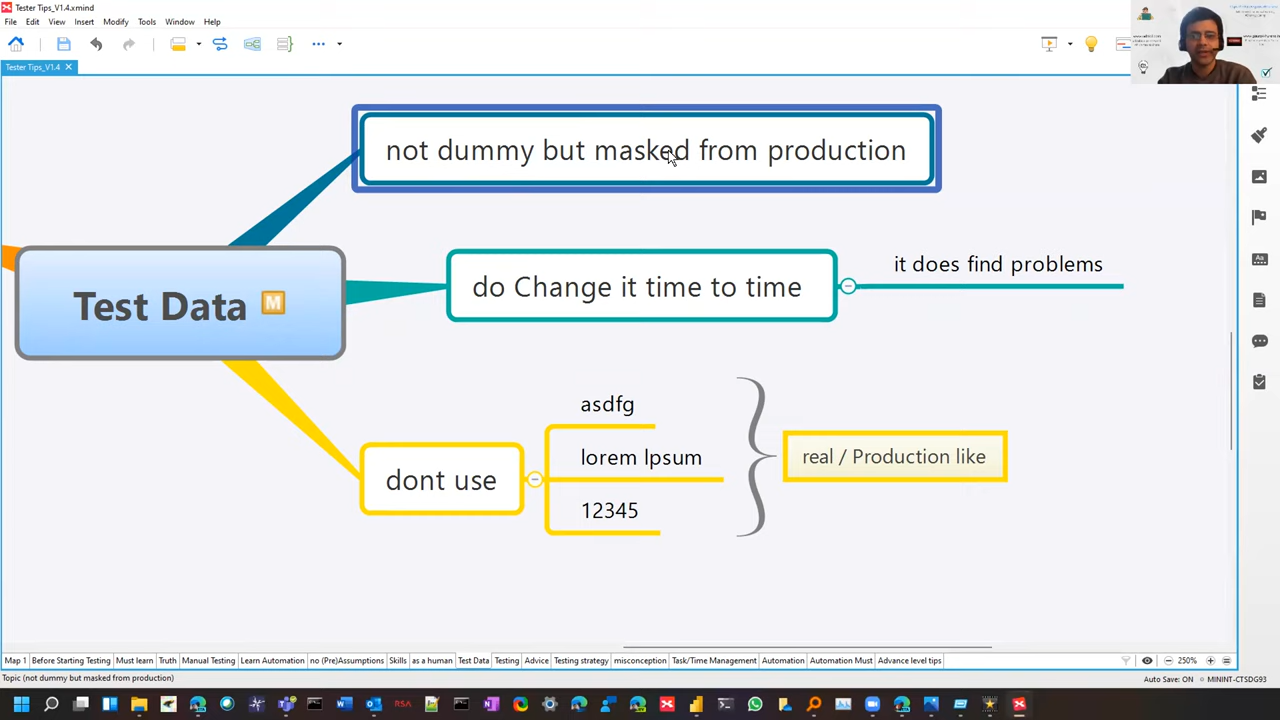 Tester Tips_V1.4.xmind
File Edit View Insert Modify Tools Window Help
Tester Tips_V1.4
not dummy but masked from production
Test Data M
do Change it time to time
it does find problems
dont use
asdfg
lorem Ipsum
12345
real / Production like
Map 1 Before Starting Testing Must learn Truth Manual Testing Learn Automation no (Pre)Assumptions Skills as a human Test Data Testing Advice Testing strategy misconception Task/Time Management Automation Automation Must Advance level tips
250%
Topic (not dummy but masked from production)
Auto Save: ON MININT-CTSDG93
RSA